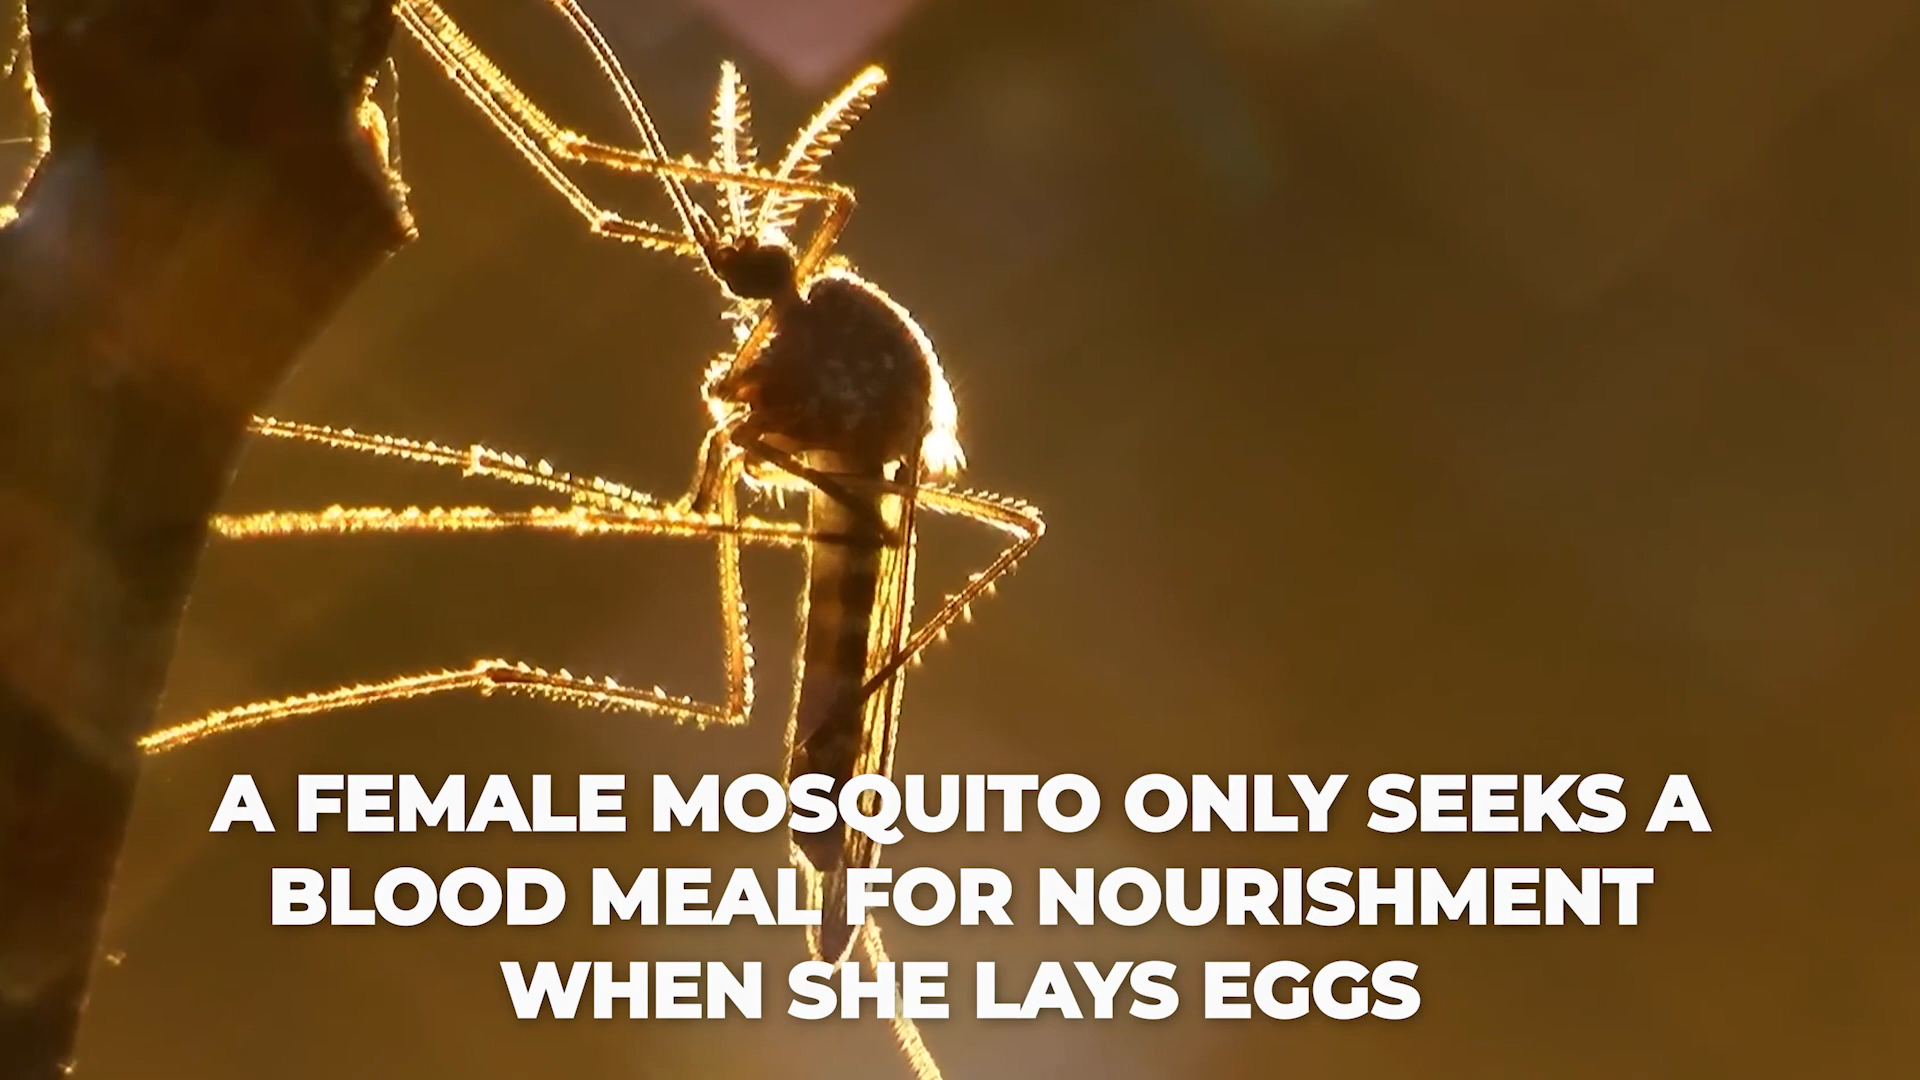 A FEMALE MOSQUITO ONLY SEEKS A
BLOOD MEAL FOR NOURISHMENT
WHEN SHE LAYS EGGS